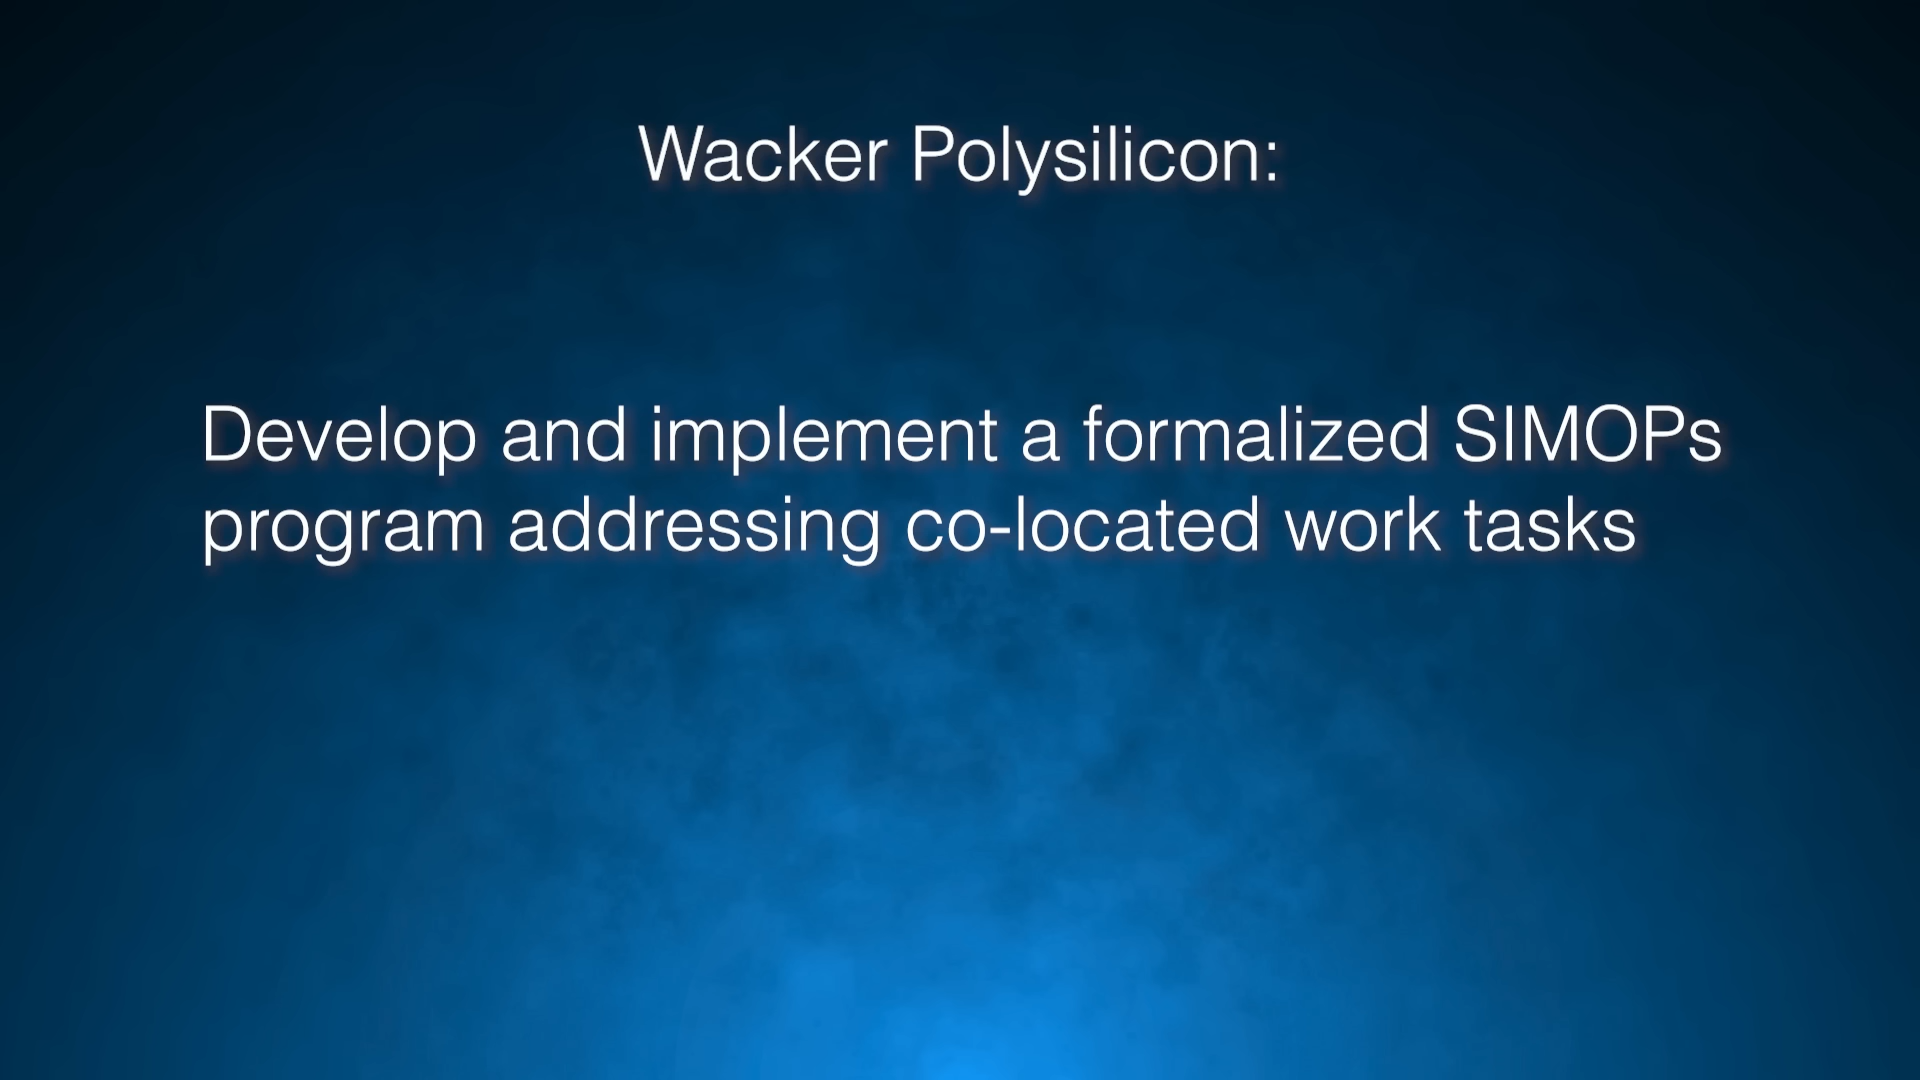 Wacker Polysilicon:
Develop and implement a formalized SIMOPs
program addressing co-located work tasks